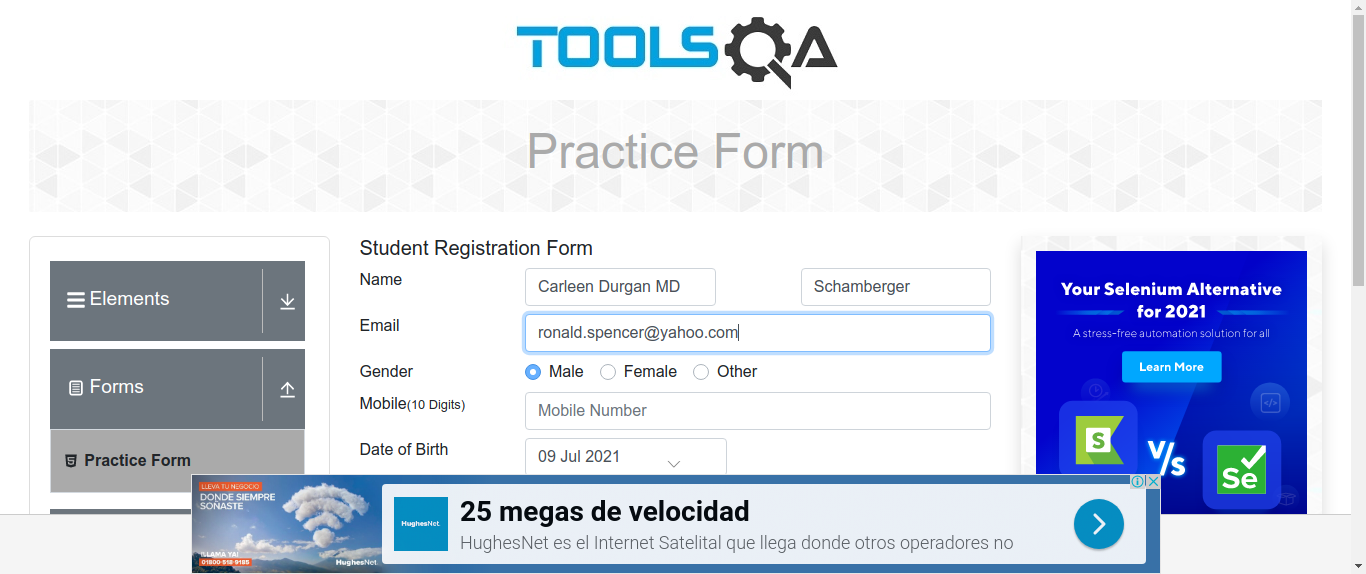 TOOLSQA
Practice Form
Elements
Forms
Practice Form
Student Registration Form
Name
Carleen Durgan MD
Schamberger
Email
ronald.spencer@yahoo.com
Gender
Male
Female
Other
Mobile(10 Digits)
Mobile Number
Date of Birth
09 Jul 2021
Your Selenium Alternative
for 2021
A stress-free automation solution for all
Learn More
S
V/s
Se
LLEVA TU NEGOCIO
DONDE SIEMPRE
SOÑASTE
¡LLAMA YA!
01800-518-9185
HughesNet.
HughesNet.
25 megas de velocidad
HughesNet es el Internet Satelital que llega donde otros operadores no